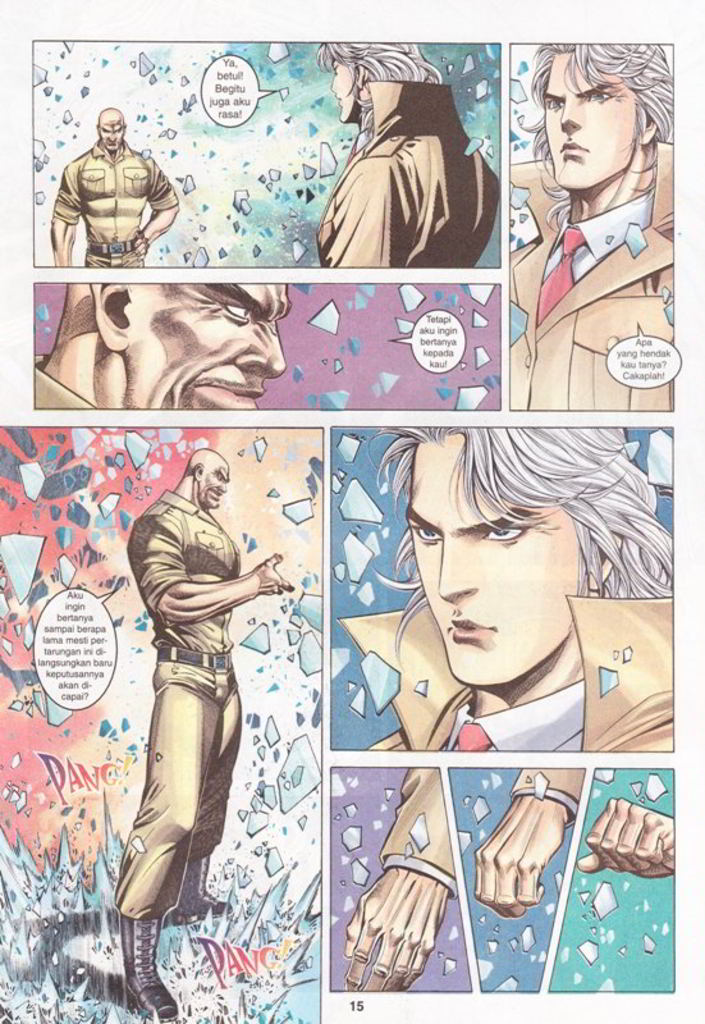 Ya,
betul!
Begitu
juga aku
rasa!
Tetapi
aku ingin
bertanya
kepada
kau!
Apa
yang hendak
kau tanya?
Cakaplah!
Aku
ingin
bertanya
sampai berapa
lama mesti per-
tarungan ini di-
langsungkan baru
keputusannya
akan di-
capai?
PANG!
PANG!
15